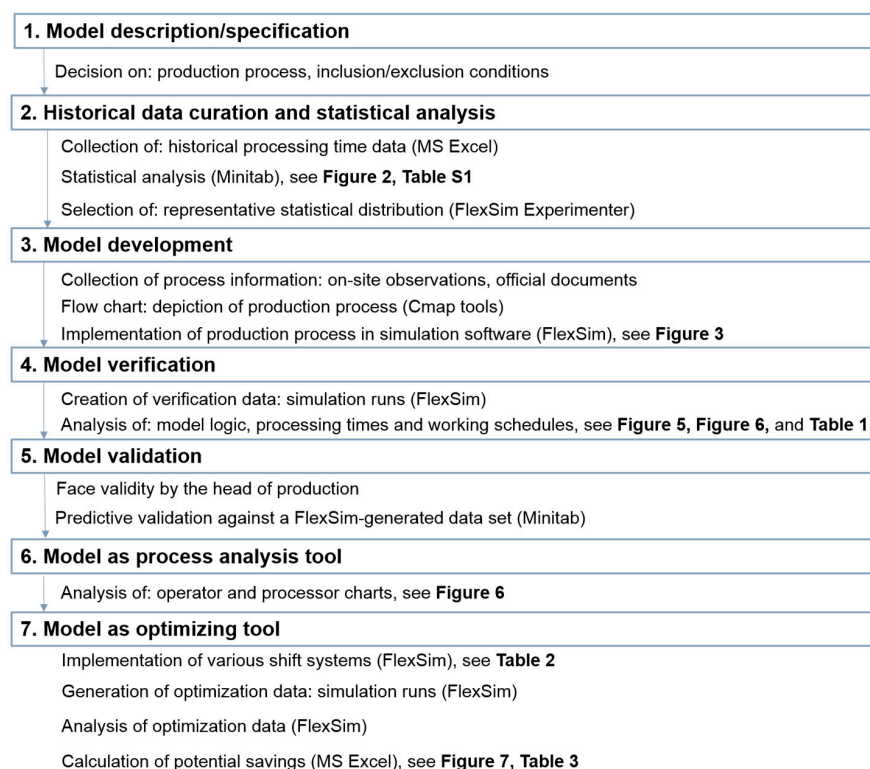 1. Model description/specification
Decision on: production process, inclusion/exclusion conditions
2. Historical data curation and statistical analysis
Collection of: historical processing time data (MS Excel)
Statistical analysis (Minitab), see Figure 2, Table S1
Selection of: representative statistical distribution (FlexSim Experimenter)
3. Model development
Collection of process information: on-site observations, official documents
Flow chart: depiction of production process (Cmap tools)
Implementation of production process in simulation software (FlexSim), see Figure 3
4. Model verification
Creation of verification data: simulation runs (FlexSim)
Analysis of: model logic, processing times and working schedules, see Figure 5, Figure 6, and Table 1
5. Model validation
Face validity by the head of production
Predictive validation against a FlexSim-generated data set (Minitab)
6. Model as process analysis tool
Analysis of: operator and processor charts, see Figure 6
7. Model as optimizing tool
Implementation of various shift systems (FlexSim), see Table 2
Generation of optimization data: simulation runs (FlexSim)
Analysis of optimization data (FlexSim)
Calculation of potential savings (MS Excel), see Figure 7, Table 3